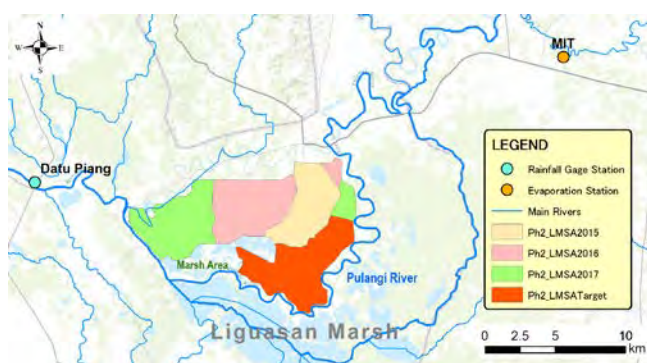 N
W E
S
MIT
Datu Piang
Marsh Area
Pulangi River
Liguasan Marsh
LEGEND
Rainfall Gage Station
Evaporation Station
Main Rivers
Ph2_LMSA2015
Ph2_LMSA2016
Ph2_LMSA2017
Ph2_LMSATarget
0 2.5 5 10
km